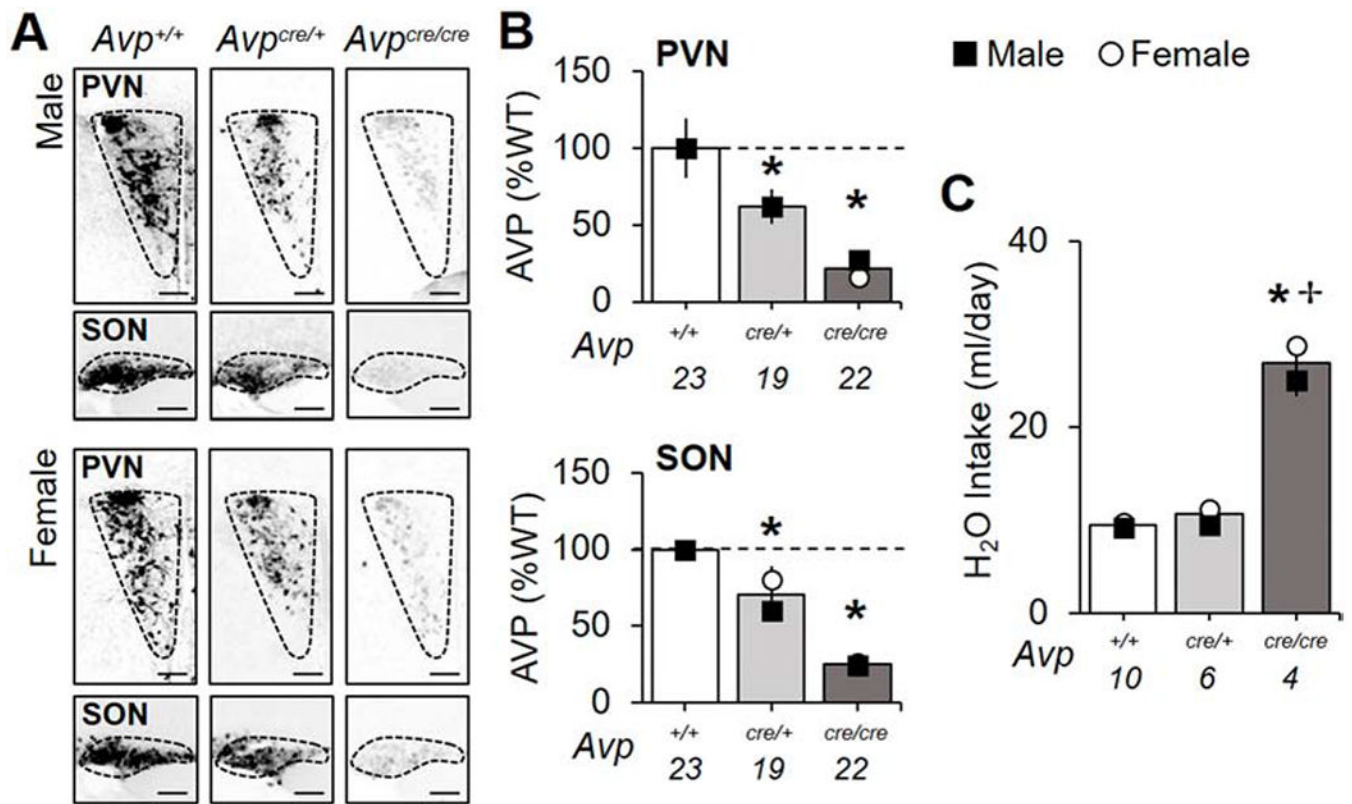 A
Avp+/+ Avpcre/+ Avpcre/cre
Male
PVN
SON
Female
PVN
SON
B
PVN
AVP (%WT)
150
100
50
0
*
*
Avp +/+ cre/+ cre/cre
23 19 22
SON
AVP (%WT)
150
100
50
0
*
*
Avp +/+ cre/+ cre/cre
23 19 22
■ Male ○ Female
C
H₂O Intake (ml/day)
40
20
0
* †
Avp +/+ cre/+ cre/cre
10 6 4